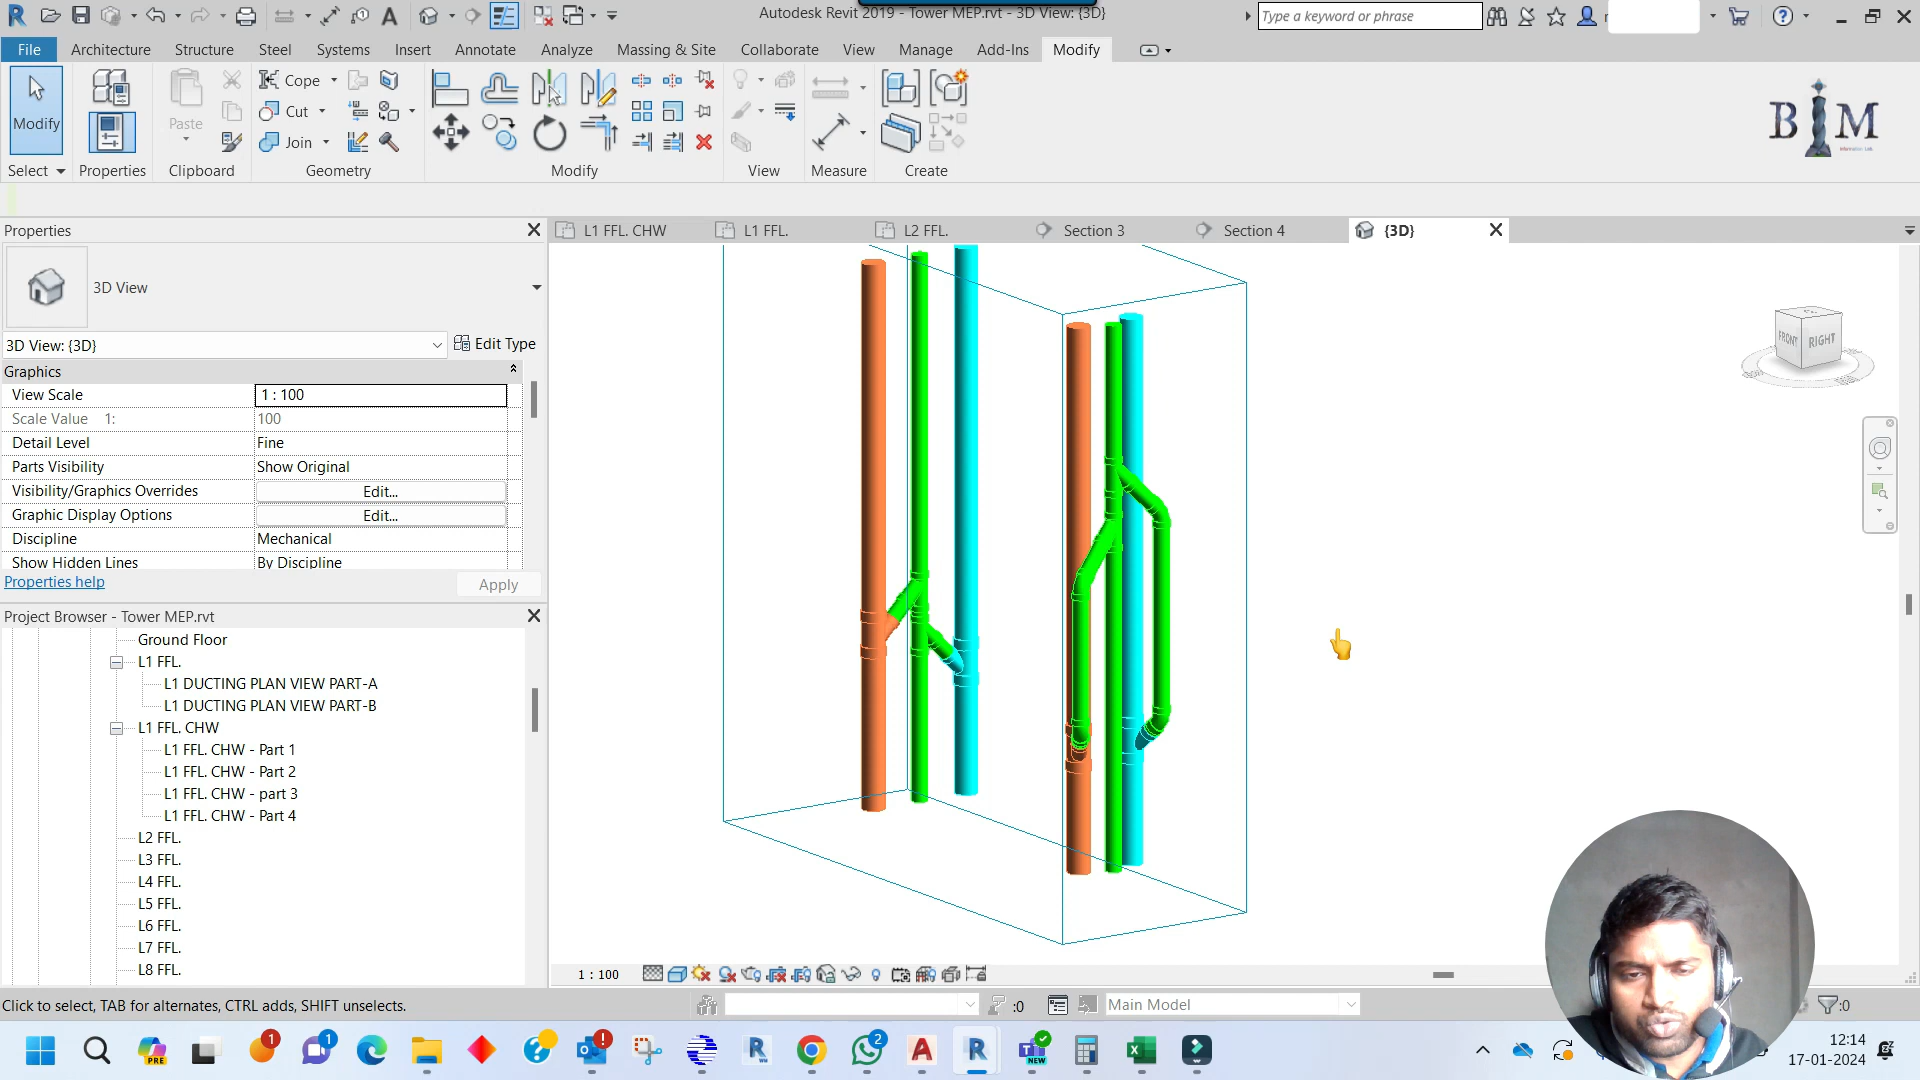 Autodesk Revit 2019 - Tower MEP.rvt - 3D View: {3D}
Type a keyword or phrase
File Architecture Structure Steel Systems Insert Annotate Analyze Massing & Site Collaborate View Manage Add-Ins Modify
Modify
Paste
Cope
Cut
Join
Select Properties Clipboard Geometry Modify View Measure Create
BIM
Properties
L1 FFL. CHW L1 FFL. L2 FFL. Section 3 Section 4 {3D}
3D View
3D View: {3D} Edit Type
Graphics
View Scale 1 : 100
Scale Value 1: 100
Detail Level Fine
Parts Visibility Show Original
Visibility/Graphics Overrides Edit...
Graphic Display Options Edit...
Discipline Mechanical
Show Hidden Lines By Discipline
Properties help Apply
FRONT RIGHT
Project Browser - Tower MEP.rvt
Ground Floor
L1 FFL.
L1 DUCTING PLAN VIEW PART-A
L1 DUCTING PLAN VIEW PART-B
L1 FFL. CHW
L1 FFL. CHW - Part 1
L1 FFL. CHW - Part 2
L1 FFL. CHW - part 3
L1 FFL. CHW - Part 4
L2 FFL.
L3 FFL.
L4 FFL.
L5 FFL.
L6 FFL.
L7 FFL.
L8 FFL.
1 : 100
Click to select, TAB for alternates, CTRL adds, SHIFT unselects. :0 Main Model :0
PRE 1 1 2 NEW
12:14
17-01-2024